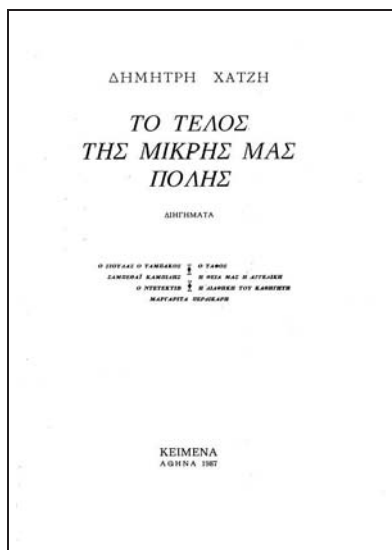 ΔΗΜΗΤΡΗ ΧΑΤΖΗ
ΤΟ ΤΕΛΟΣ
ΤΗΣ ΜΙΚΡΗΣ ΜΑΣ
ΠΟΛΗΣ
ΔΙΗΓΗΜΑΤΑ
Ο ΣΙΟΥΛΑΣ Ο ΤΑΜΠΑΚΟΣ Ο ΤΑΦΟΣ
ΣΑΜΠΕΘΑΪ ΚΑΜΠΙΛΗΣ Η ΘΕΙΑ ΜΑΣ Η ΑΓΓΕΛΙΚΗ
Ο ΝΤΕΤΕΚΤΙΒ Η ΔΙΑΘΗΚΗ ΤΟΥ ΚΑΘΗΓΗΤΗ
ΜΑΡΓΑΡΙΤΑ ΠΕΡΔΙΚΑΡΗ
ΚΕΙΜΕΝΑ
ΑΘΗΝΑ 1987